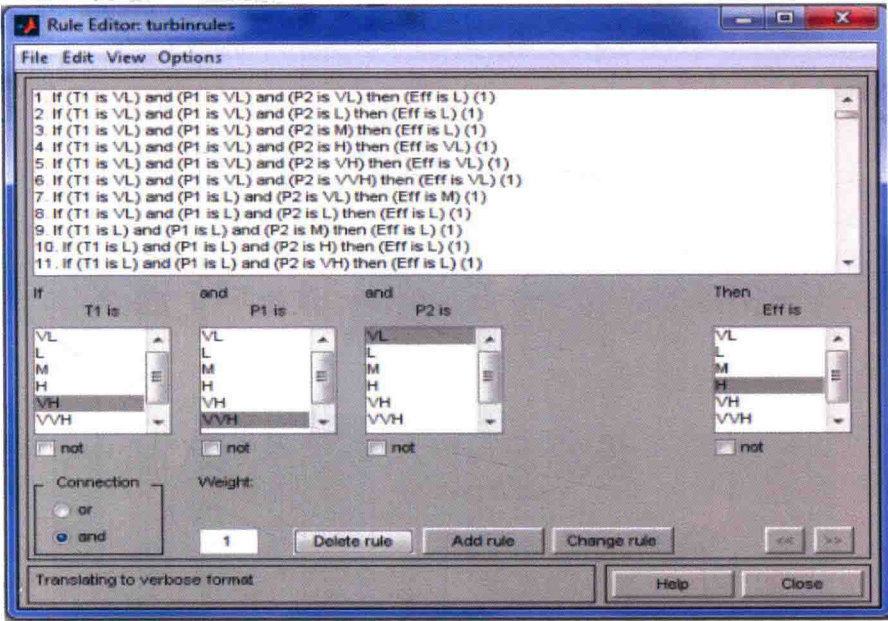 Rule Editor: turbinrules
File Edit View Options
1. If (T1 is VL) and (P1 is VL) and (P2 is VL) then (Eff is L) (1)
2. If (T1 is VL) and (P1 is VL) and (P2 is L) then (Eff is L) (1)
3. If (T1 is VL) and (P1 is VL) and (P2 is M) then (Eff is L) (1)
4. If (T1 is VL) and (P1 is VL) and (P2 is H) then (Eff is VL) (1)
5. If (T1 is VL) and (P1 is VL) and (P2 is VH) then (Eff is VL) (1)
6. If (T1 is VL) and (P1 is VL) and (P2 is VVH) then (Eff is VL) (1)
7. If (T1 is VL) and (P1 is L) and (P2 is VL) then (Eff is M) (1)
8. If (T1 is VL) and (P1 is L) and (P2 is L) then (Eff is L) (1)
9. If (T1 is L) and (P1 is L) and (P2 is M) then (Eff is L) (1)
10. If (T1 is L) and (P1 is L) and (P2 is H) then (Eff is L) (1)
11. If (T1 is L) and (P1 is L) and (P2 is VH) then (Eff is L) (1)
If and and Then
T1 is P1 is P2 is Eff is
VL VL VL VL
L L L L
M M M M
H H H H
VH VH VH VH
VVH VVH VVH VVH
not not not not
Connection Weight:
or
and 1 Delete rule Add rule Change rule << >>
Translating to verbose format Help Close